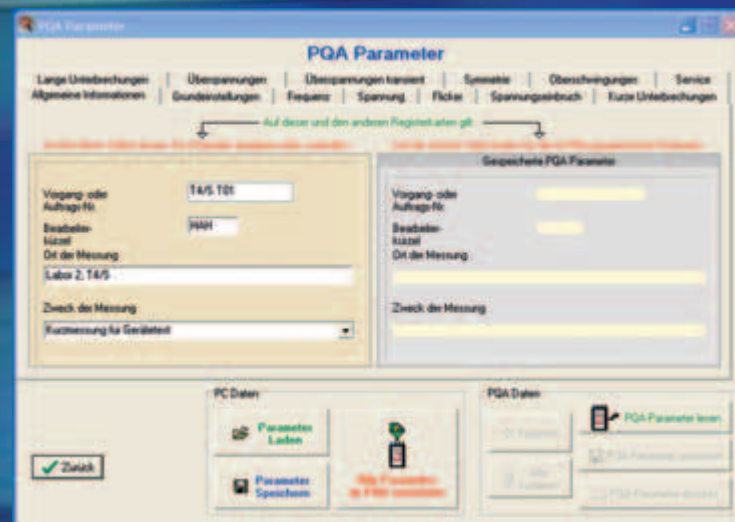 PQA Parameter
PQA Parameter
Lange Unterbrechungen Überspannungen Überspannungen transient Symmetrie Oberschwingungen Service
Allgemeine Informationen Grundeinstellungen Frequenz Spannung Flicker Spannungseinbruch Kurze Unterbrechungen
Auf dieser und den anderen Registerkarten gilt:
Gespeicherte PQA Parameter
Vorgang- oder
Auftrags-Nr.
T4/5 T01
Bearbeiter-
kürzel
HAH
Ort der Messung
Labor 2, T4/5
Zweck der Messung
Kurzmessung für Gerätetest
Vorgang- oder
Auftrags-Nr.
Bearbeiter-
kürzel
Ort der Messung
Zweck der Messung
Zurück
PC Daten
Parameter
Laden
Parameter
Speichern
Alle Parameter
PQA Daten
PQA Parameter lesen